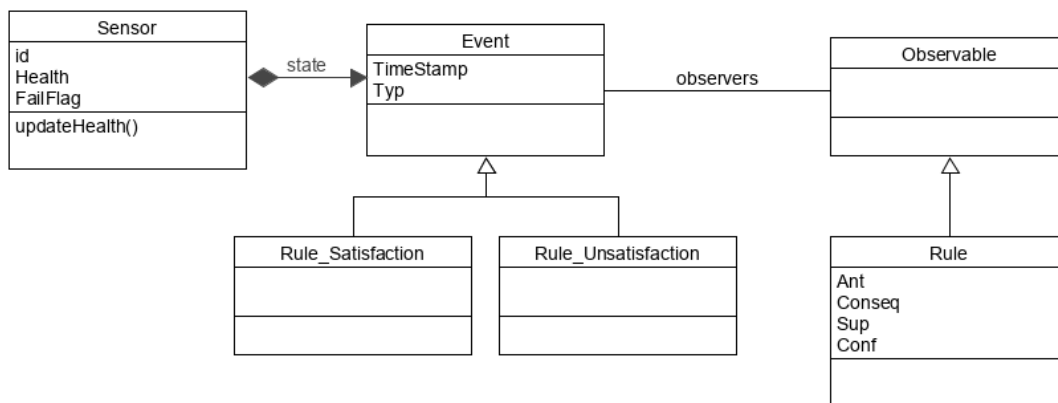 Sensor
id
Health
FailFlag
updateHealth()
state
Event
TimeStamp
Typ
observers
Observable
Rule_Satisfaction
Rule_Unsatisfaction
Rule
Ant
Conseq
Sup
Conf